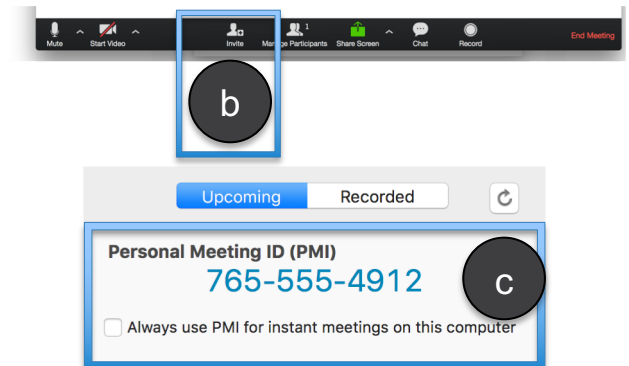 1
Mute Start Video Invite Manage Participants Share Screen Chat Record End Meeting
b
Upcoming Recorded
Personal Meeting ID (PMI)
765-555-4912
c
Always use PMI for instant meetings on this computer